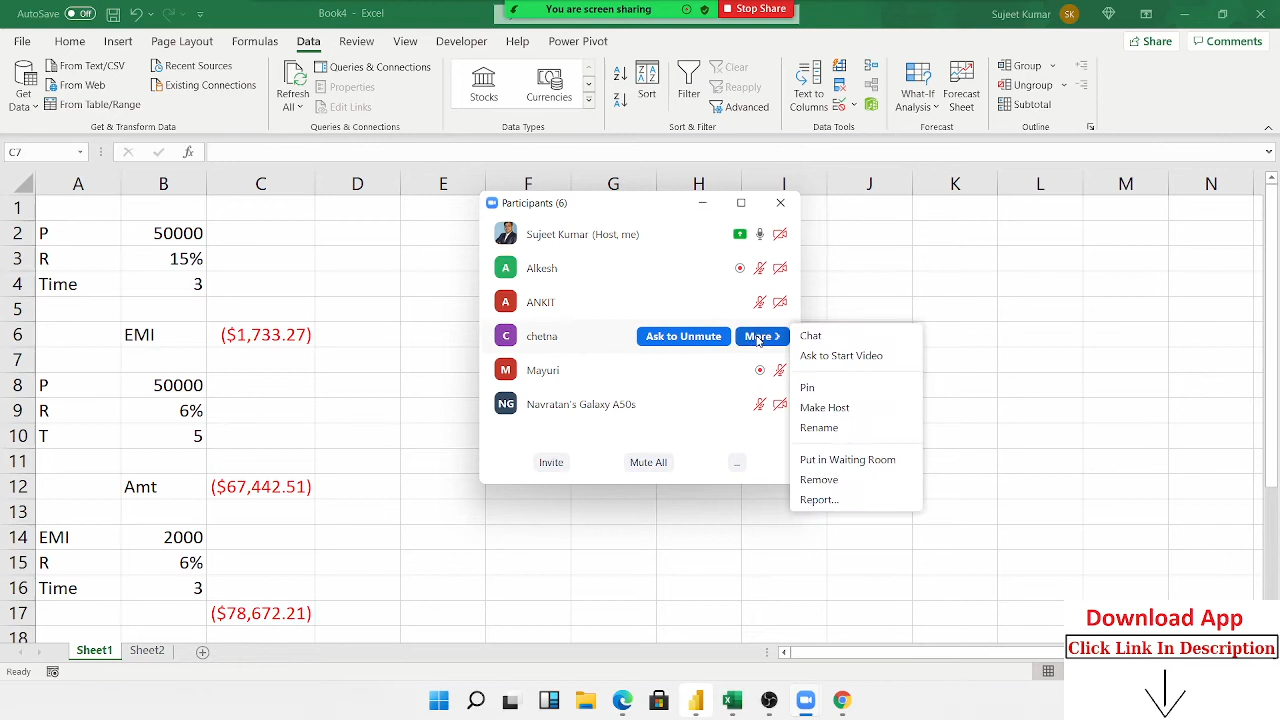 AutoSave Off Book4 - Excel You are screen sharing Stop Share Sujeet Kumar SK
File Home Insert Page Layout Formulas Data Review View Developer Help Power Pivot Share Comments
Get Data
From Text/CSV
From Web
From Table/Range
Recent Sources
Existing Connections
Get & Transform Data
Refresh All
Queries & Connections
Properties
Edit Links
Queries & Connections
Stocks Currencies
Data Types
Sort Filter
Clear
Reapply
Advanced
Sort & Filter
Text to Columns
Data Tools
What-If Analysis
Forecast Sheet
Forecast
Group
Ungroup
Subtotal
Outline
C7 fx
A B C D E F G H I J K L M N
1
2 P 50000
3 R 15%
4 Time 3
5
6 EMI ($1,733.27)
7
8 P 50000
9 R 6%
10 T 5
11
12 Amt ($67,442.51)
13
14 EMI 2000
15 R 6%
16 Time 3
17 ($78,672.21)
18
Participants (6)
Sujeet Kumar (Host, me)
A Alkesh
A ANKIT
C chetna Ask to Unmute More >
M Mayuri
NG Navratan's Galaxy A50s
Invite Mute All ...
Chat
Ask to Start Video
Pin
Make Host
Rename
Put in Waiting Room
Remove
Report...
Download App
Click Link In Description
Sheet1 Sheet2
Ready